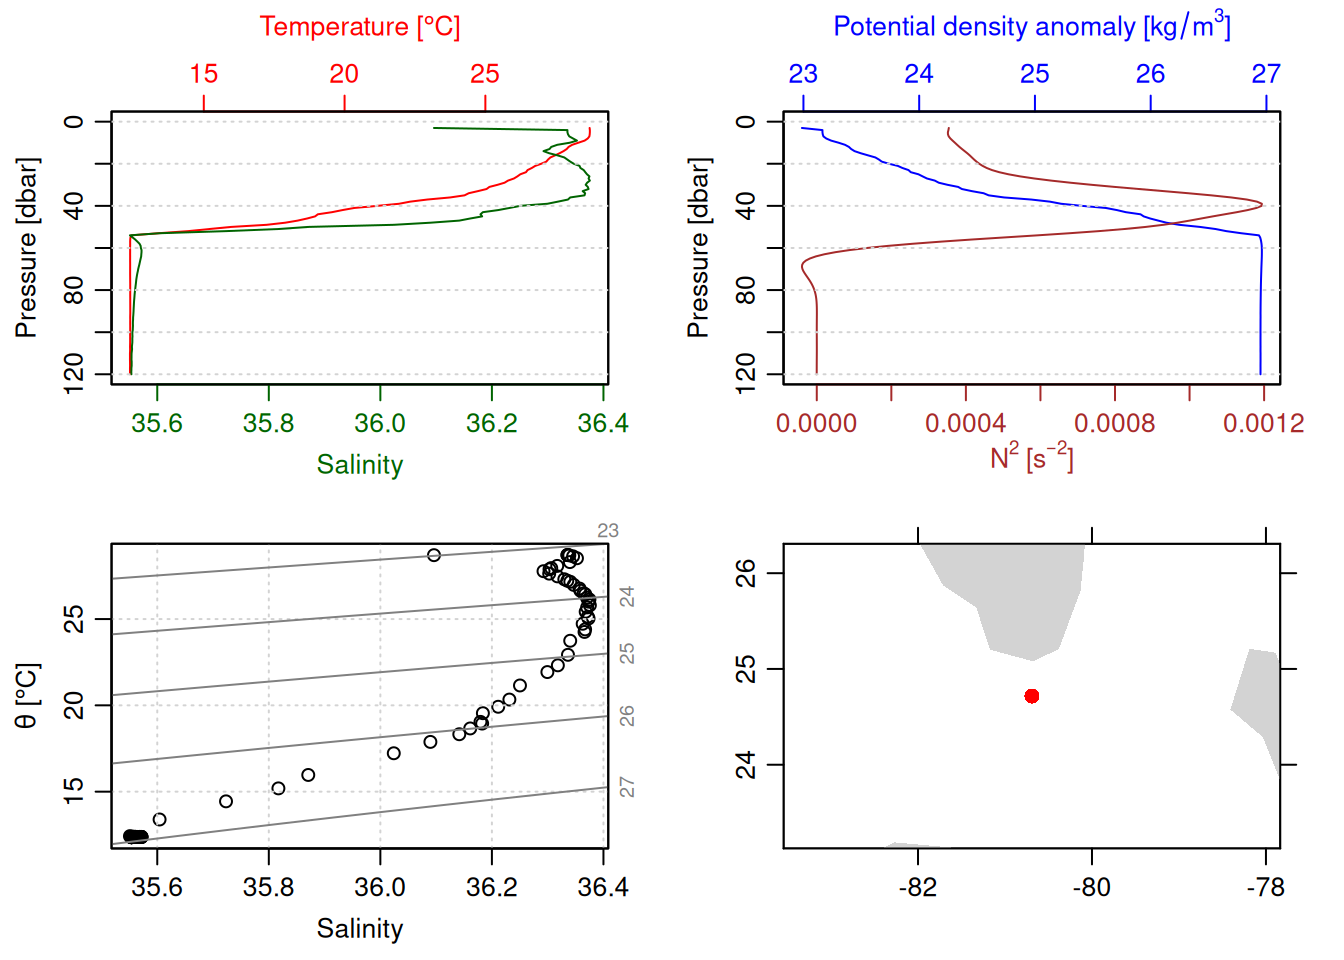 Temperature [°C]
15 20 25
0
40
80
120
Pressure [dbar]
35.6 35.8 36.0 36.2 36.4
Salinity
Potential density anomaly [kg/m³]
23 24 25 26 27
0
40
80
120
Pressure [dbar]
0.0000 0.0004 0.0008 0.0012
N² [s⁻²]
23
24
25
26
27
25
20
15
θ [°C]
35.6 35.8 36.0 36.2 36.4
Salinity
26
25
24
-82 -80 -78